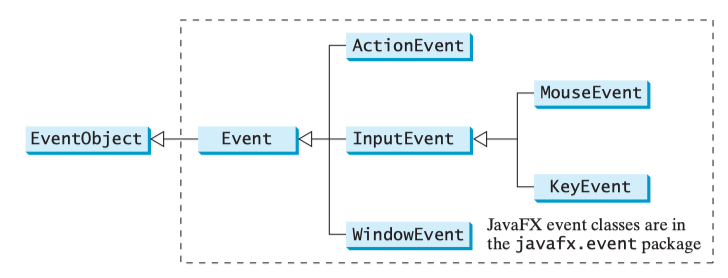 ActionEvent
MouseEvent
EventObject
Event
InputEvent
KeyEvent
WindowEvent
JavaFX event classes are in
the javafx.event package